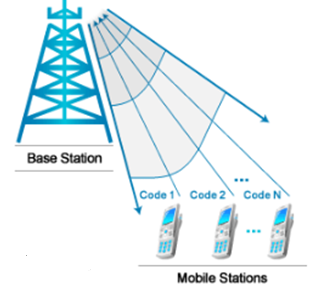 Base Station
...
Code 1 Code 2 Code N
...
Mobile Stations